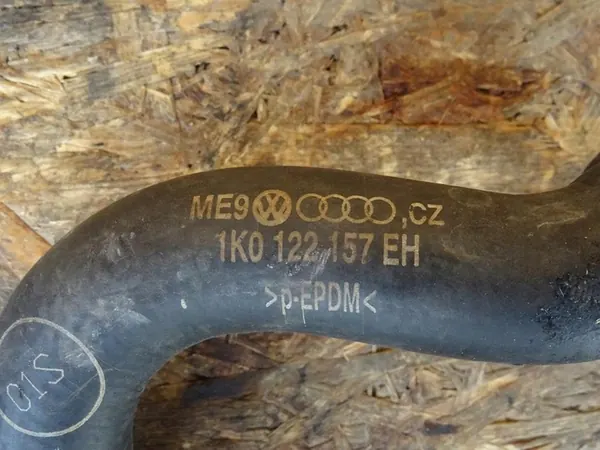 ME9 ,CZ
1K0 122 157 EH
>p-EPDM<
01S